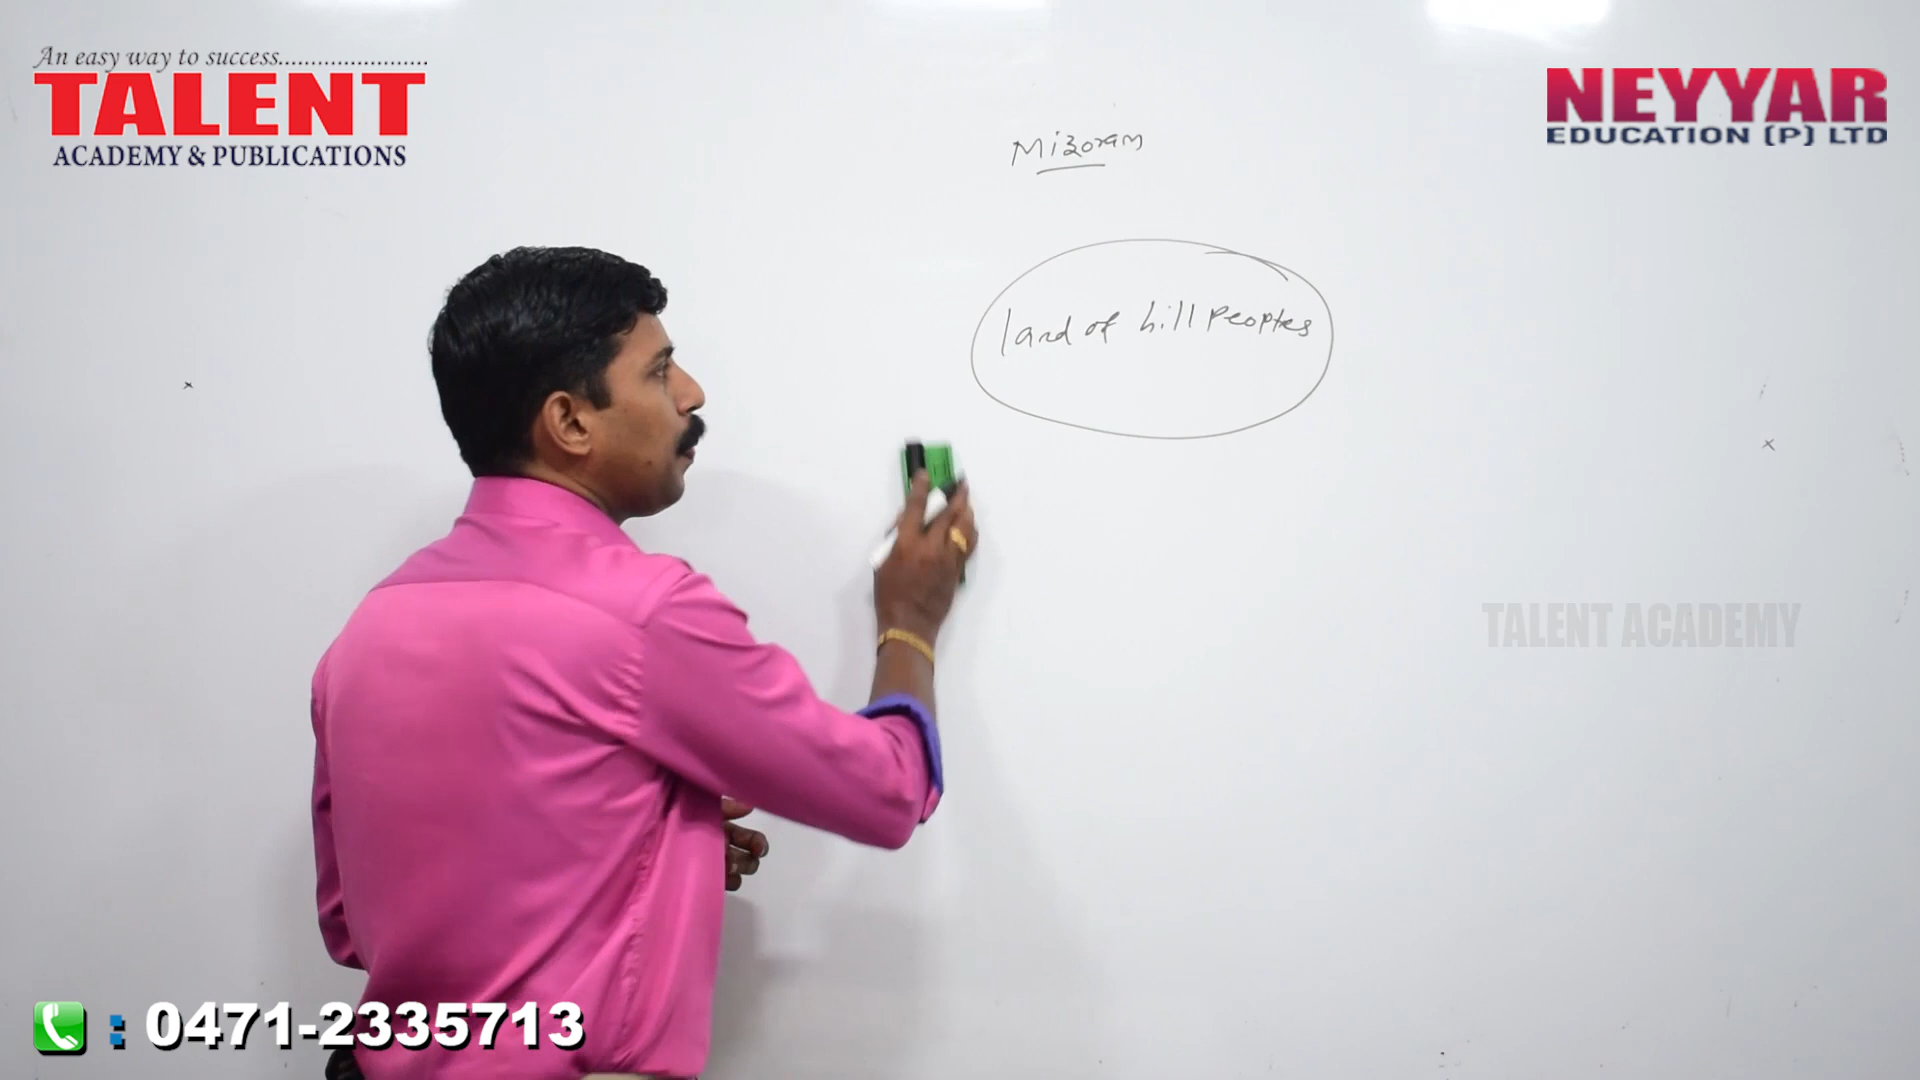 An easy way to success.......................
TALENT
ACADEMY & PUBLICATIONS
NEYYAR
EDUCATION (P) LTD
Mizoram
land of hill Peoples
TALENT ACADEMY
: 0471-2335713